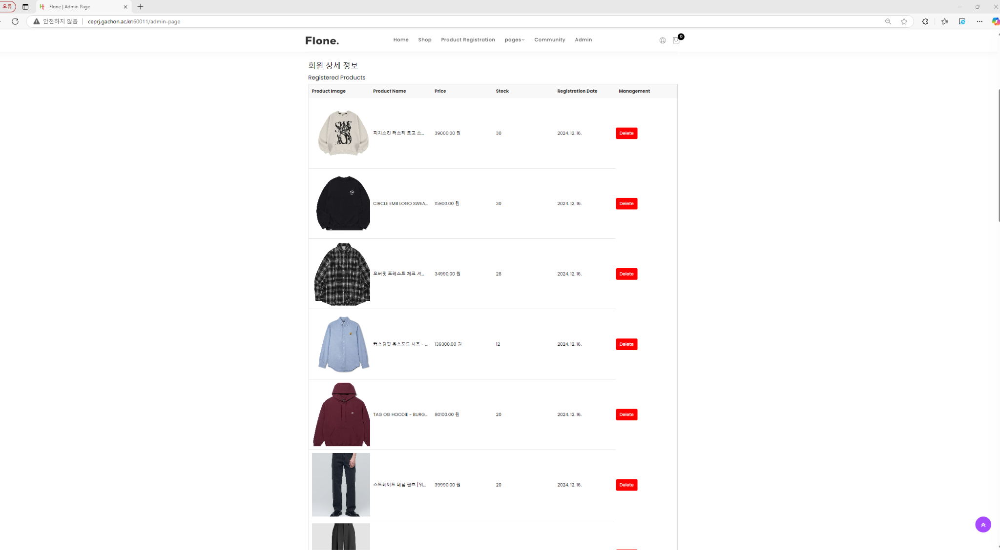 오류
Flone | Admin Page
안전하지 않음 | ceprj.gachon.ac.kr:60011/admin-page
Flone.
Home Shop Product Registration pages Community Admin
0
회원 상세 정보
Registered Products
Product Image Product Name Price Stock Registration Date Management
피치스킨 러스티 로고 스... 39000.00 원 30 2024. 12. 16. Delete
CIRCLE EMB LOGO SWEA... 15900.00 원 30 2024. 12. 16. Delete
오버핏 포레스트 체크 셔... 34990.00 원 28 2024. 12. 16. Delete
커스텀핏 옥스포드 셔츠 - ... 139300.00 원 12 2024. 12. 16. Delete
TAG OG HOODIE - BURG... 80100.00 원 20 2024. 12. 16. Delete
스트레이트 데님 팬츠 [워... 39990.00 원 20 2024. 12. 16. Delete